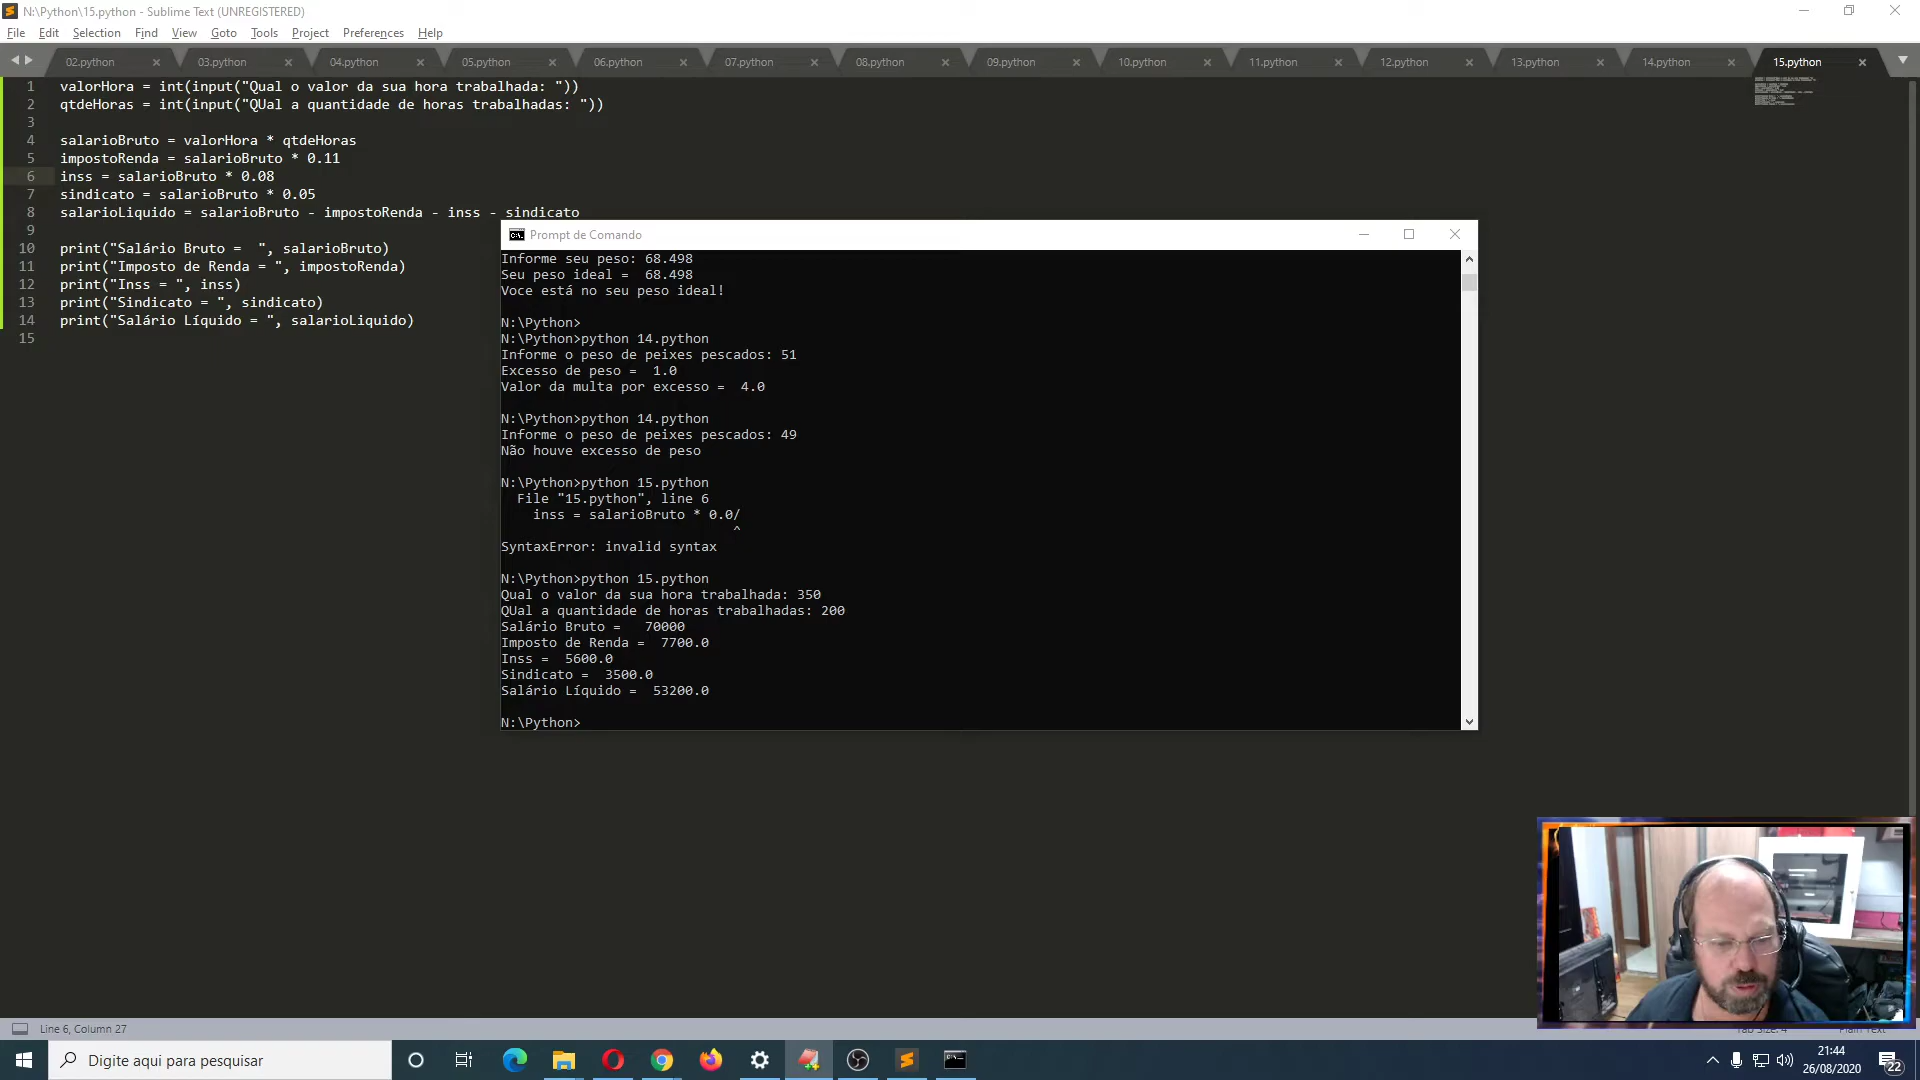 N:\Python\15.python - Sublime Text (UNREGISTERED)
File Edit Selection Find View Goto Tools Project Preferences Help
02.python 03.python 04.python 05.python 06.python 07.python 08.python 09.python 10.python 11.python 12.python 13.python 14.python 15.python
1 valorHora = int(input("Qual o valor da sua hora trabalhada: "))
2 qtdeHoras = int(input("QUal a quantidade de horas trabalhadas: "))
3
4 salarioBruto = valorHora * qtdeHoras
5 impostoRenda = salarioBruto * 0.11
6 inss = salarioBruto * 0.08
7 sindicato = salarioBruto * 0.05
8 salarioLiquido = salarioBruto - impostoRenda - inss - sindicato
9
10 print("Salário Bruto =  ", salarioBruto)
11 print("Imposto de Renda = ", impostoRenda)
12 print("Inss = ", inss)
13 print("Sindicato = ", sindicato)
14 print("Salário Líquido = ", salarioLiquido)
15
Prompt de Comando
Informe seu peso: 68.498
Seu peso ideal =  68.498
Voce está no seu peso ideal!
N:\Python>
N:\Python>python 14.python
Informe o peso de peixes pescados: 51
Excesso de peso =  1.0
Valor da multa por excesso =  4.0
N:\Python>python 14.python
Informe o peso de peixes pescados: 49
Não houve excesso de peso
N:\Python>python 15.python
File "15.python", line 6
inss = salarioBruto * 0.0/
^
SyntaxError: invalid syntax
N:\Python>python 15.python
Qual o valor da sua hora trabalhada: 350
QUal a quantidade de horas trabalhadas: 200
Salário Bruto =   70000
Imposto de Renda =  7700.0
Inss =  5600.0
Sindicato =  3500.0
Salário Líquido =  53200.0
N:\Python>
Line 6, Column 27
Tab Size: 4 Plain Text
Digite aqui para pesquisar
21:44
26/08/2020
22